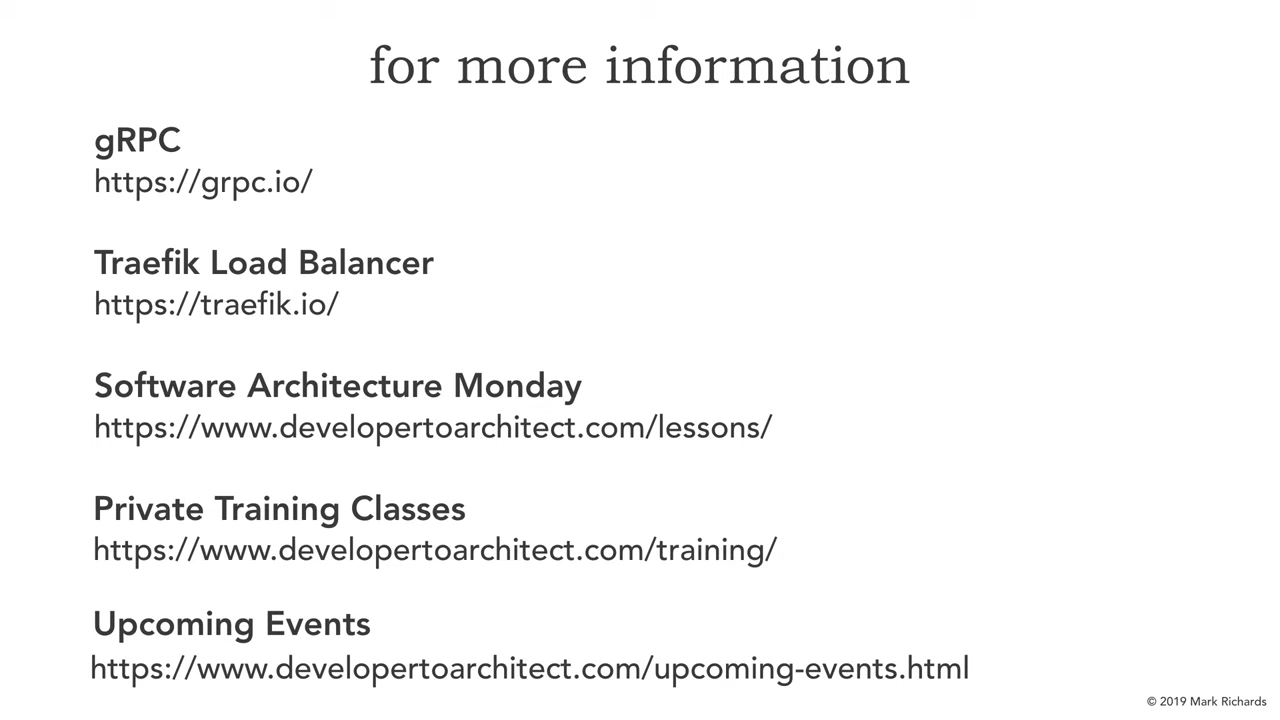 for more information
gRPC
https://grpc.io/
Traefik Load Balancer
https://traefik.io/
Software Architecture Monday
https://www.developertoarchitect.com/lessons/
Private Training Classes
https://www.developertoarchitect.com/training/
Upcoming Events
https://www.developertoarchitect.com/upcoming-events.html
© 2019 Mark Richards